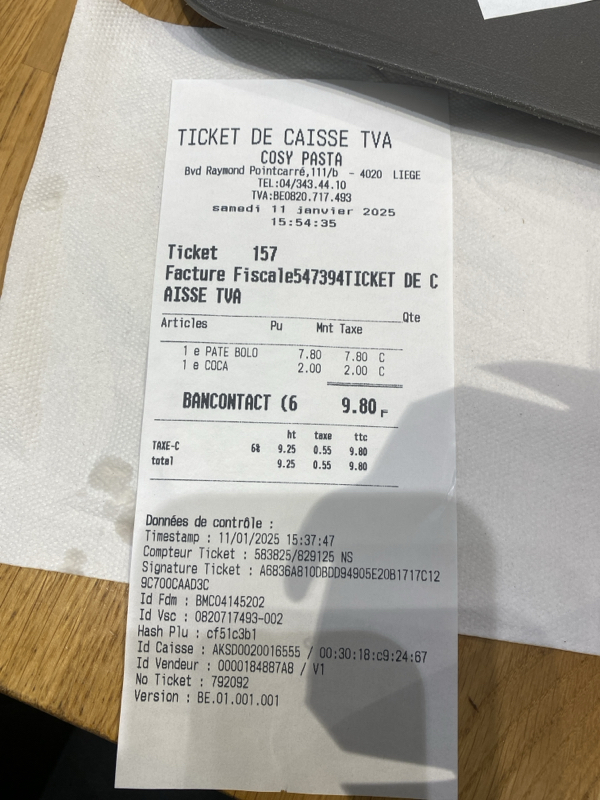 TICKET DE CAISSE TVA
COSY PASTA
Bvd Raymond Pointcarré,111/b - 4020 LIEGE
TEL:04/343.44.10
TVA:BE0820.717.493
samedi 11 janvier 2025
15:54:35
Ticket 157
Facture Fiscale547394TICKET DE C
AISSE TVA
Qte
Articles Pu Mnt Taxe
1 e PATE BOLO 7.80 7.80 C
1 e COCA 2.00 2.00 C
BANCONTACT (6 9.80
ht taxe ttc
TAXE-C 6% 9.25 0.55 9.80
total 9.25 0.55 9.80
Données de contrôle :
Timestamp : 11/01/2025 15:37:47
Compteur Ticket : 583825/829125 NS
Signature Ticket : A6836A810DBDD94905E20B1717C12
9C700CAAD3C
Id Fdm : BMC04145202
Id Vsc : 0820717493-002
Hash Plu : cf51c3b1
Id Caisse : AKSD0020016555 / 00:30:18:c9:24:67
Id Vendeur : 0000184887A8 / V1
No Ticket : 792092
Version : BE.01.001.001